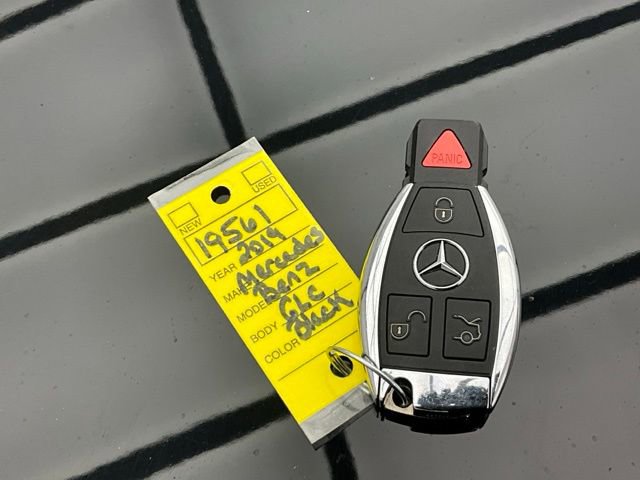 NEW
USED
19561
YEAR 2019
MAKE Mercedes
MODEL Benz
BODY GLC
COLOR Black
PANIC